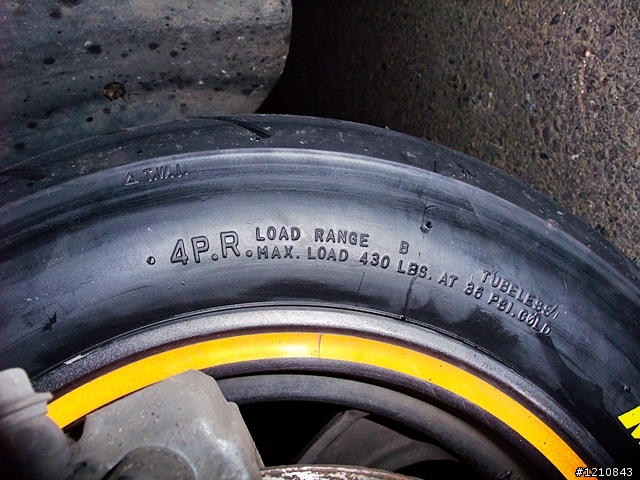 △ T.W.I.
• 4P.R. LOAD RANGE B TUBELESS
MAX. LOAD 430 LBS. AT 36 PSI. COLD
#1210843